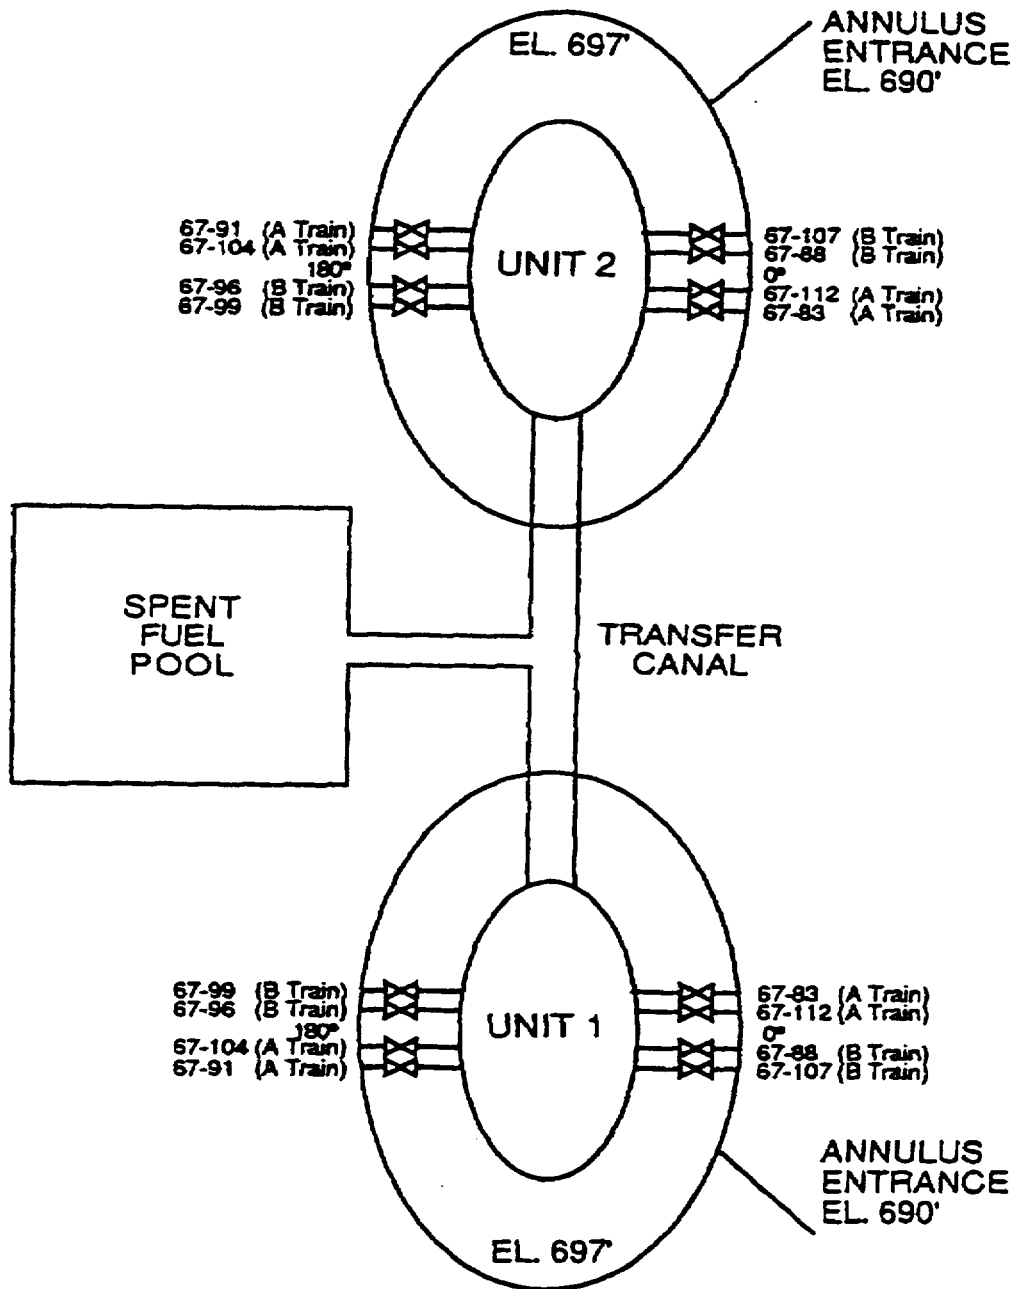 EL. 697'
ANNULUS
ENTRANCE
EL. 690'
67-91 (A Train)
67-104 (A Train)
180°
67-96 (B Train)
67-99 (B Train)
UNIT 2
67-107 (B Train)
67-88 (B Train)
0°
67-112 (A Train)
67-83 (A Train)
SPENT
FUEL
POOL
TRANSFER
CANAL
67-99 (B Train)
67-96 (B Train)
180°
67-104 (A Train)
67-91 (A Train)
UNIT 1
67-83 (A Train)
67-112 (A Train)
0°
67-88 (B Train)
67-107 (B Train)
ANNULUS
ENTRANCE
EL. 690'
EL. 697'